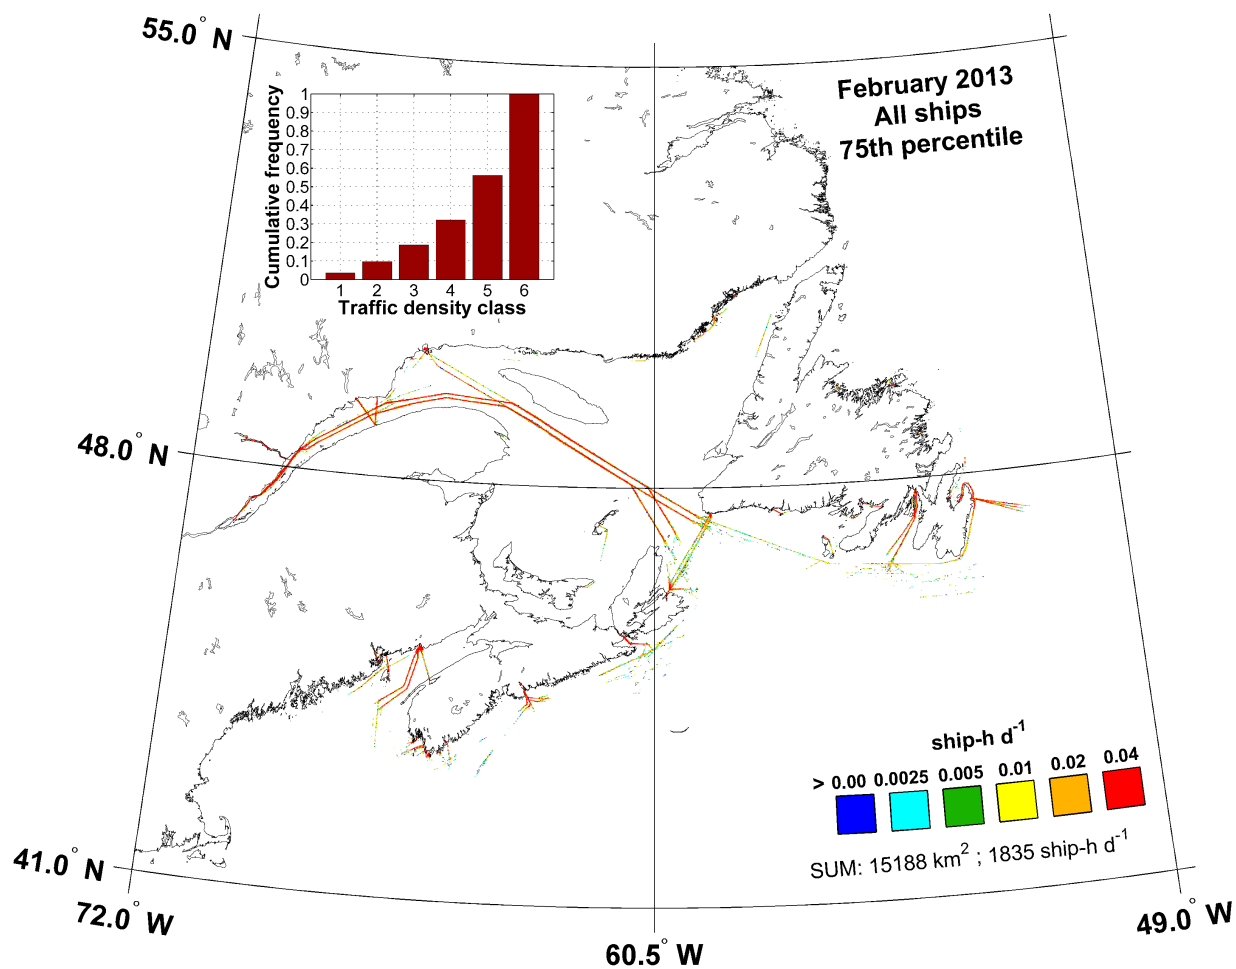 55.0° N
February 2013
All ships
75th percentile
Cumulative frequency
1
0.9
0.8
0.7
0.6
0.5
0.4
0.3
0.2
0.1
0
1 2 3 4 5 6
Traffic density class
48.0° N
ship-h d⁻¹
> 0.00 0.0025 0.005 0.01 0.02 0.04
SUM: 15188 km² ; 1835 ship-h d⁻¹
41.0° N
72.0° W
60.5° W
49.0° W